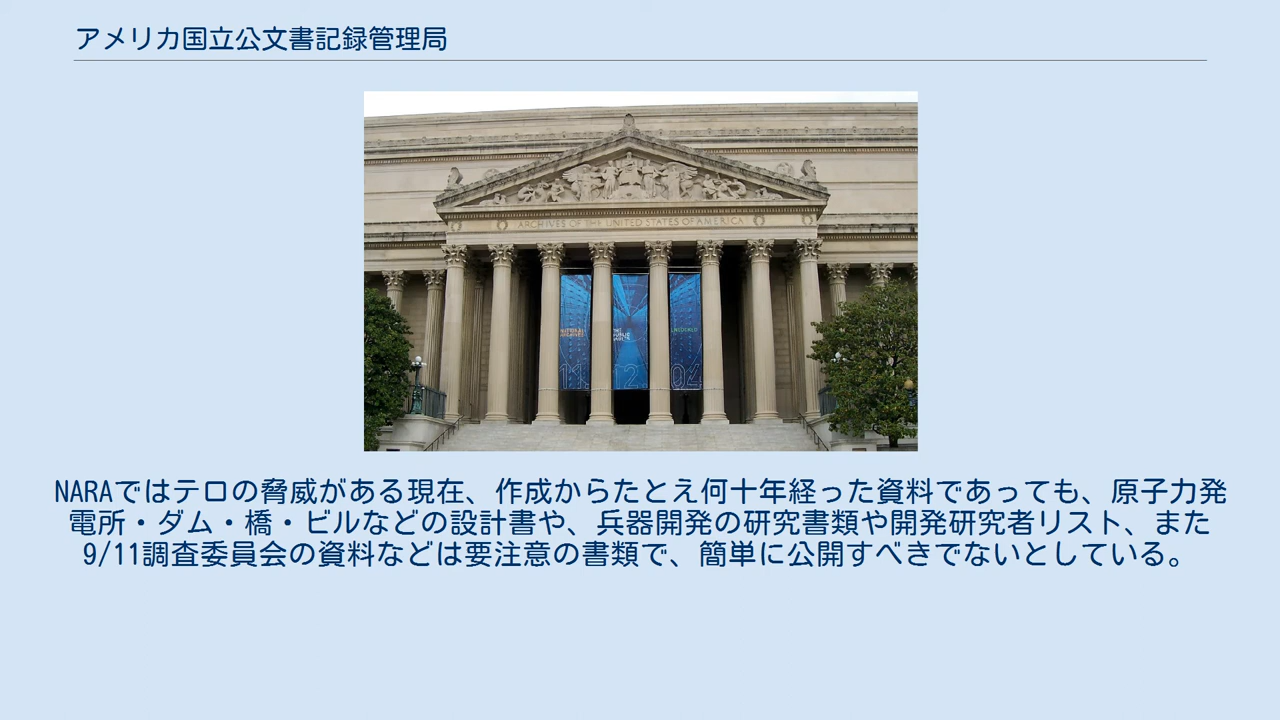 アメリカ国立公文書記録管理局
ARCHIVES OF THE UNITED STATES OF AMERICA
11.12.04
NARAではテロの脅威がある現在、作成からたとえ何十年経った資料であっても、原子力発
電所・ダム・橋・ビルなどの設計書や、兵器開発の研究書類や開発研究者リスト、また
9/11調査委員会の資料などは要注意の書類で、簡単に公開すべきでないとしている。